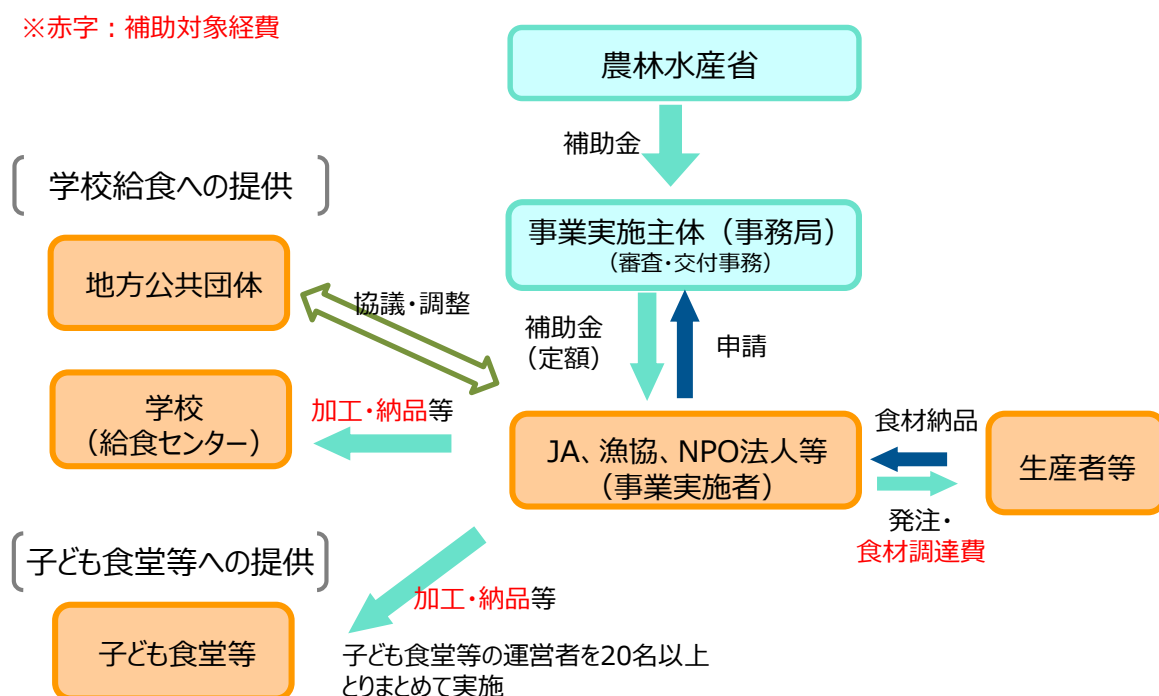 ※赤字：補助対象経費
農林水産省
補助金
学校給食への提供
事業実施主体（事務局）
（審査・交付事務）
地方公共団体
協議・調整
補助金
（定額）
申請
学校
（給食センター）
加工・納品等
JA、漁協、NPO法人等
（事業実施者）
食材納品
生産者等
発注・
食材調達費
子ども食堂等への提供
加工・納品等
子ども食堂等
子ども食堂等の運営者を20名以上
とりまとめて実施